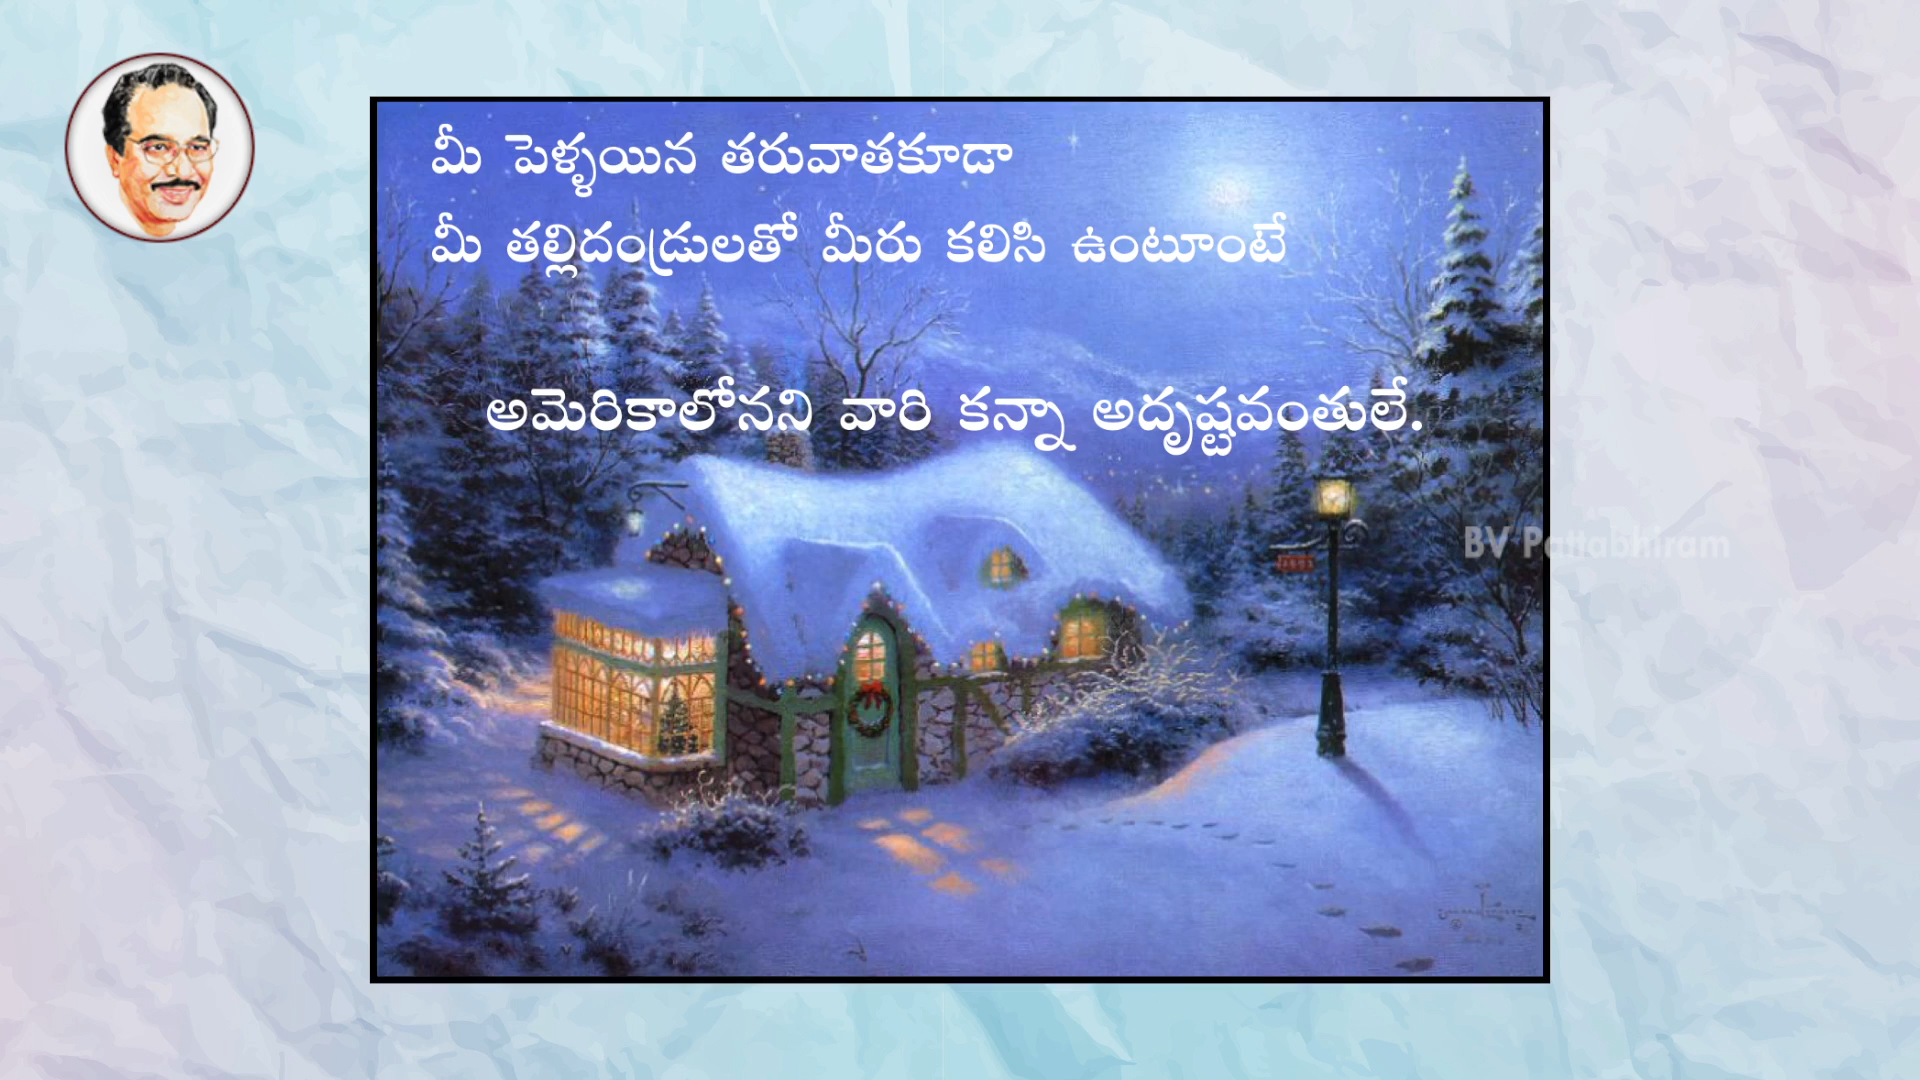 మీ పెళ్ళయిన తరువాతకూడా
మీ తల్లిదండ్రులతో మీరు కలిసి ఉంటూంటే
అమెరికాలోనని వారి కన్నా అదృష్టవంతులే.
BV Pattabhiram